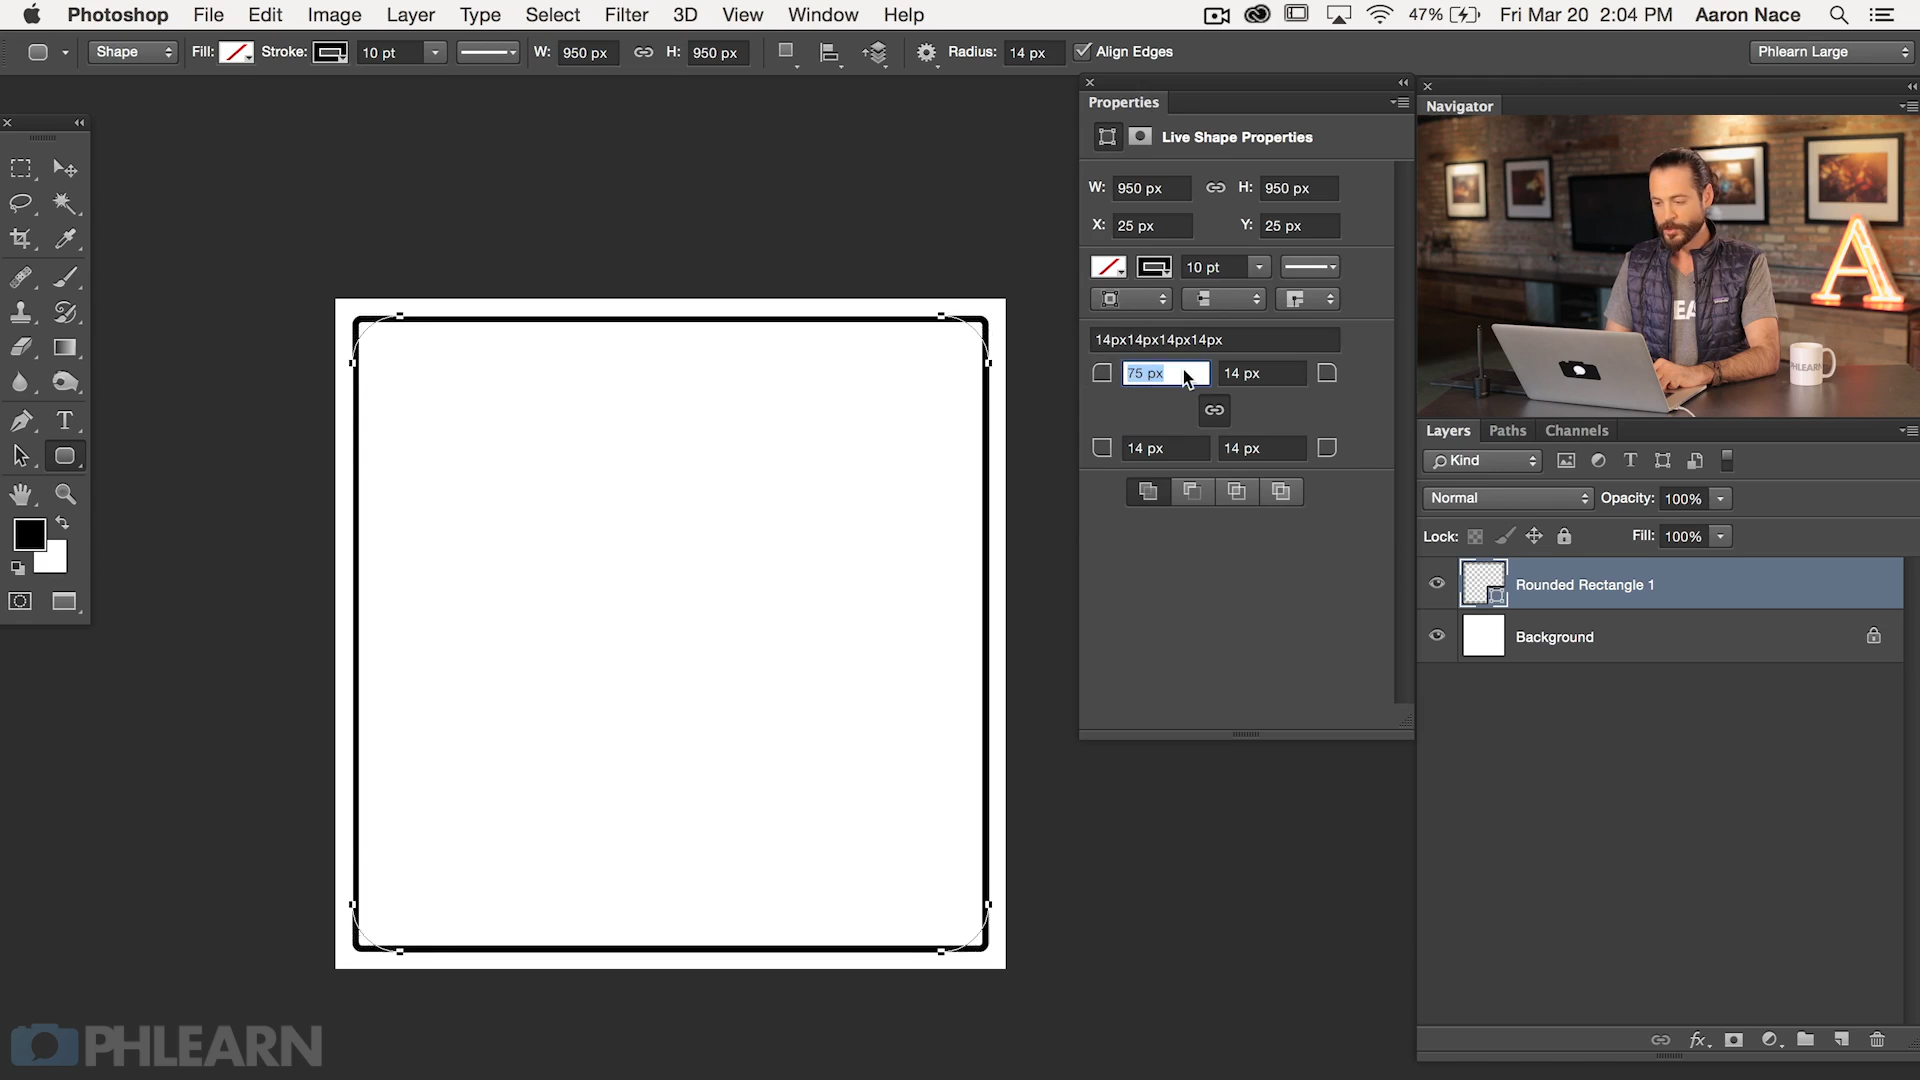 Photoshop File Edit Image Layer Type Select Filter 3D View Window Help 47% Fri Mar 20 2:04 PM Aaron Nace
Shape Fill: Stroke: 10 pt W: 950 px H: 950 px Radius: 14 px Align Edges Phlearn Large
Properties
Live Shape Properties
W: 950 px H: 950 px
X: 25 px Y: 25 px
10 pt
14px14px14px14px
75 px 14 px
14 px 14 px
Navigator
A
PHLEARN
Layers Paths Channels
Kind
Normal Opacity: 100%
Lock: Fill: 100%
Rounded Rectangle 1
Background
fx
T
T
PHLEARN